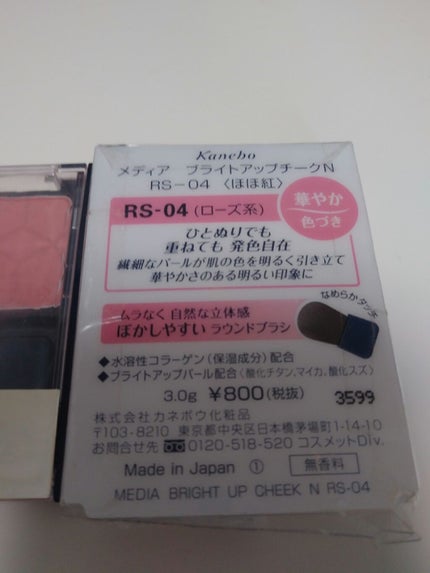 Kanebo
メディア ブライトアップチークN
RS-04 〈ほほ紅〉
RS-04 (ローズ系)
華やか
色づき
ひとぬりでも
重ねても 発色自在
繊細なパールが肌の色を明るく引き立て
華やかさのある明るい印象に
なめらかタッチ
ムラなく 自然な立体感
ぼかしやすい ラウンドブラシ
◆水溶性コラーゲン(保湿成分)配合
◆ブライトアップパール配合〈酸化チタン、マイカ、酸化スズ〉
3.0g ¥800(税抜) 3599
株式会社カネボウ化粧品
〒103-8210 東京都中央区日本橋茅場町1-14-10
お問合せ先 0120-518-520 コスメットDiv.
Made in Japan ① 無香料
MEDIA BRIGHT UP CHEEK N RS-04